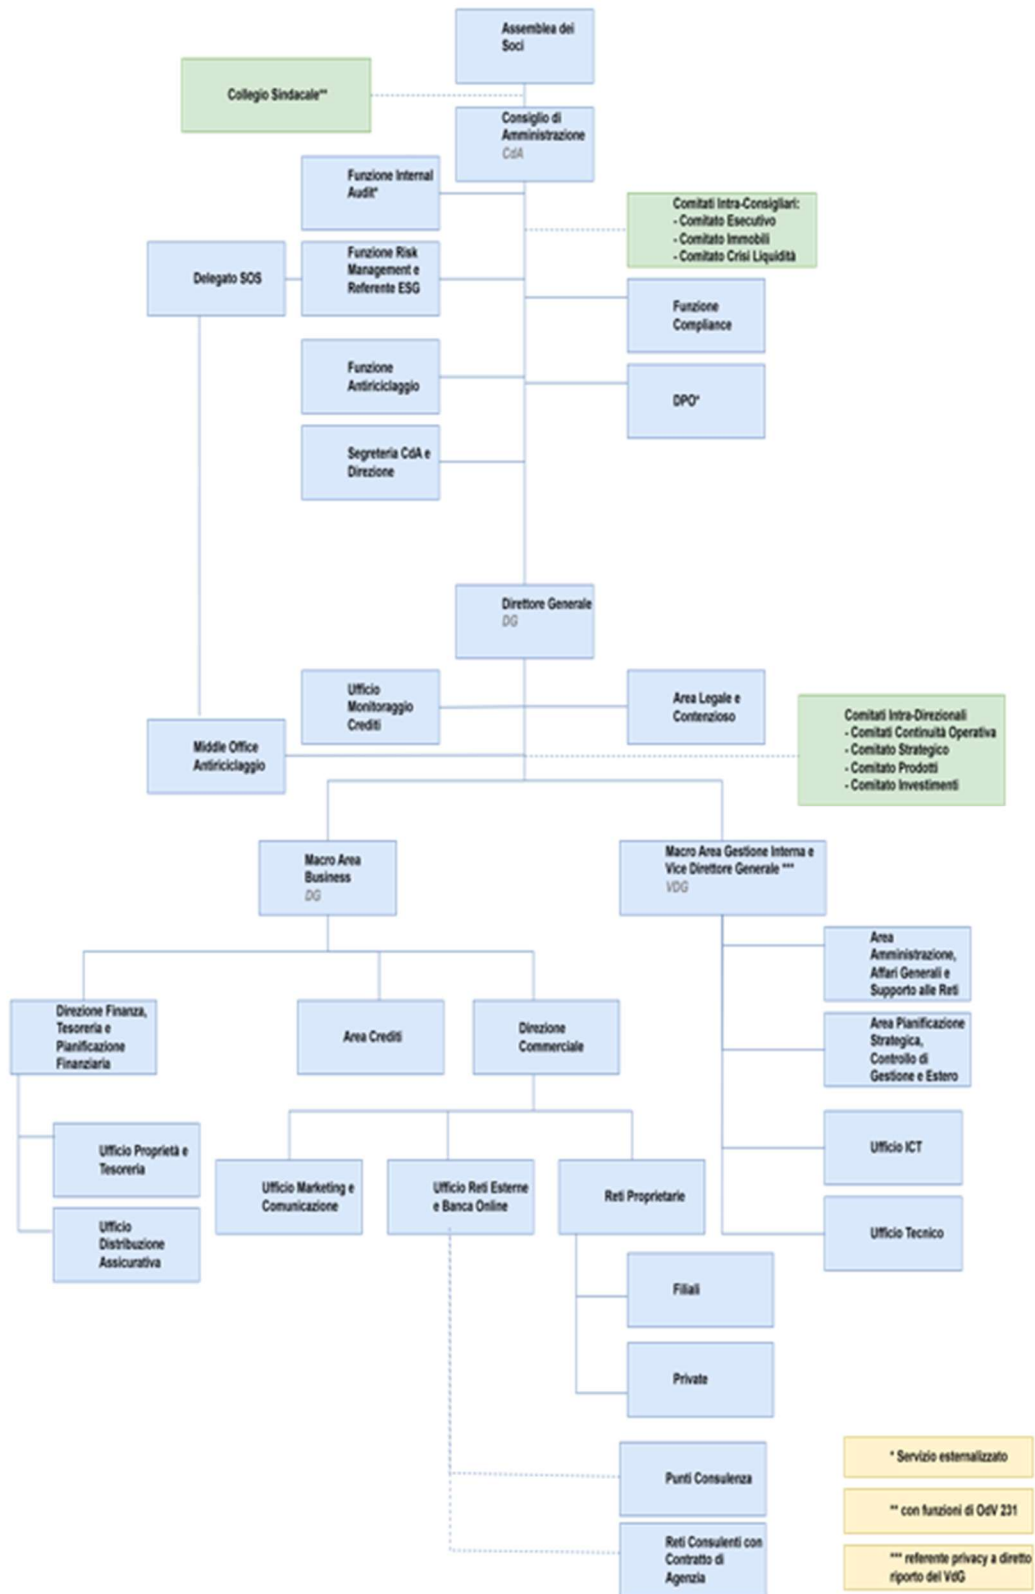 Assemblea dei
Soci
Collegio Sindacale**
Consiglio di
Amministrazione
CdA
Funzione Internal
Audit*
Comitati Intra-Consigliari:
- Comitato Esecutivo
- Comitato Immobili
- Comitato Crisi Liquidità
Delegato SOS
Funzione Risk
Management e
Referente ESG
Funzione
Compliance
Funzione
Antiriciclaggio
DPO*
Segreteria CdA e
Direzione
Direttore Generale
DG
Ufficio
Monitoraggio
Crediti
Area Legale e
Contenzioso
Middle Office
Antiriciclaggio
Comitati Intra-Direzionali
- Comitati Continuità Operativa
- Comitato Strategico
- Comitato Prodotti
- Comitato Investimenti
Macro Area
Business
DG
Macro Area Gestione Interna e
Vice Direttore Generale ***
VDG
Area
Amministrazione,
Affari Generali e
Supporto alle Reti
Direzione Finanza,
Tesoreria e
Pianificazione
Finanziaria
Area Crediti
Direzione
Commerciale
Area Pianificazione
Strategica,
Controllo di
Gestione e Estero
Ufficio Proprietà e
Tesoreria
Ufficio Marketing e
Comunicazione
Ufficio Reti Esterne
e Banca Online
Reti Proprietarie
Ufficio ICT
Ufficio
Distribuzione
Assicurativa
Ufficio Tecnico
Filiali
Private
Punti Consulenza
Reti Consulenti con
Contratto di
Agenzia
* Servizio esternalizzato
** con funzioni di OdV 231
*** referente privacy a diretto
riporto del VdG